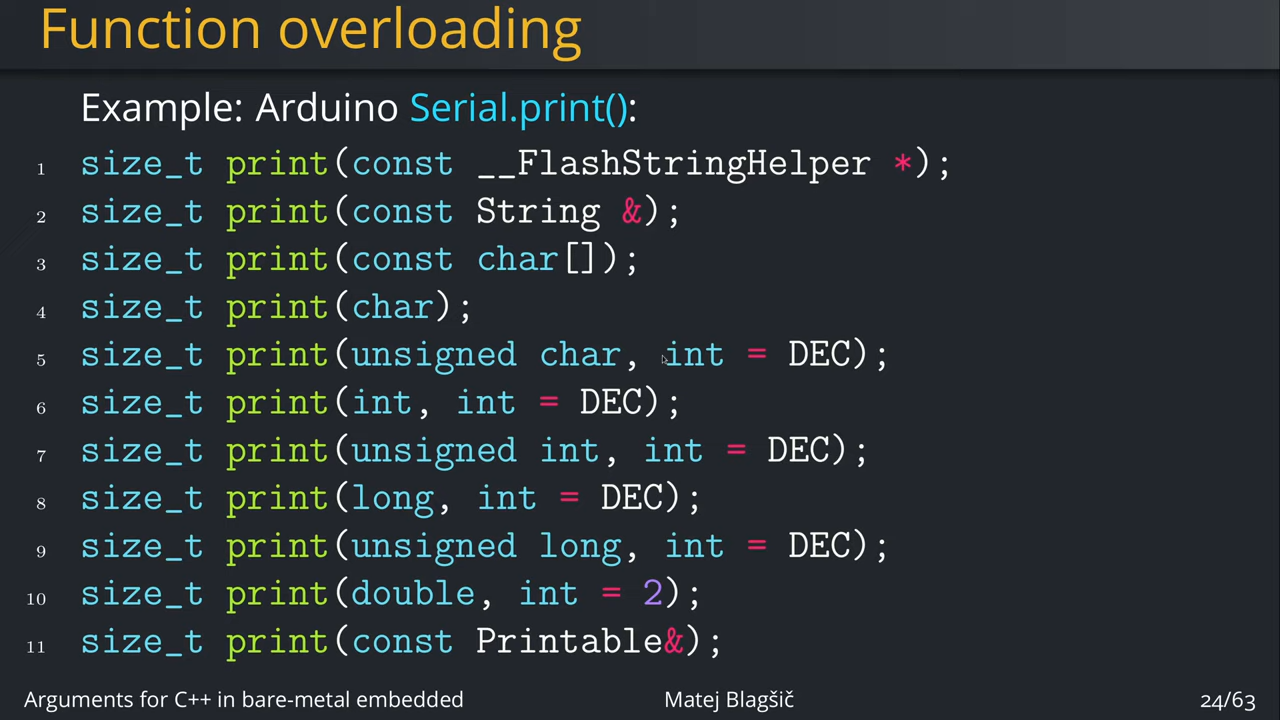 Function overloading
Example: Arduino Serial.print():
1 size_t print(const __FlashStringHelper *);
2 size_t print(const String &);
3 size_t print(const char[]);
4 size_t print(char);
5 size_t print(unsigned char, int = DEC);
6 size_t print(int, int = DEC);
7 size_t print(unsigned int, int = DEC);
8 size_t print(long, int = DEC);
9 size_t print(unsigned long, int = DEC);
10 size_t print(double, int = 2);
11 size_t print(const Printable&);
Arguments for C++ in bare-metal embedded Matej Blagšič 24/63